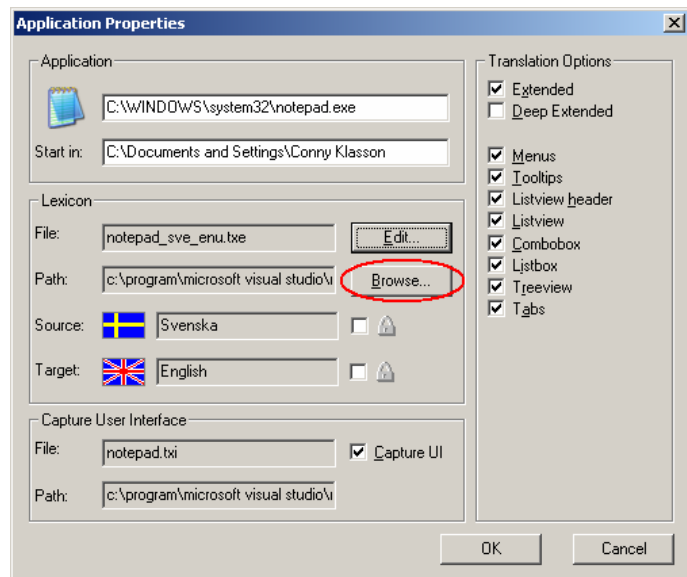 Application Properties
Application
C:\WINDOWS\system32\notepad.exe
Start in: C:\Documents and Settings\Conny Klasson
Lexicon
File: notepad_sve_enu.txe Edit...
Path: c:\program\microsoft visual studio\ Browse...
Source: Svenska
Target: English
Capture User Interface
File: notepad.txi Capture UI
Path: c:\program\microsoft visual studio\
Translation Options
Extended
Deep Extended
Menus
Tooltips
Listview header
Listview
Combobox
Listbox
Treeview
Tabs
OK Cancel